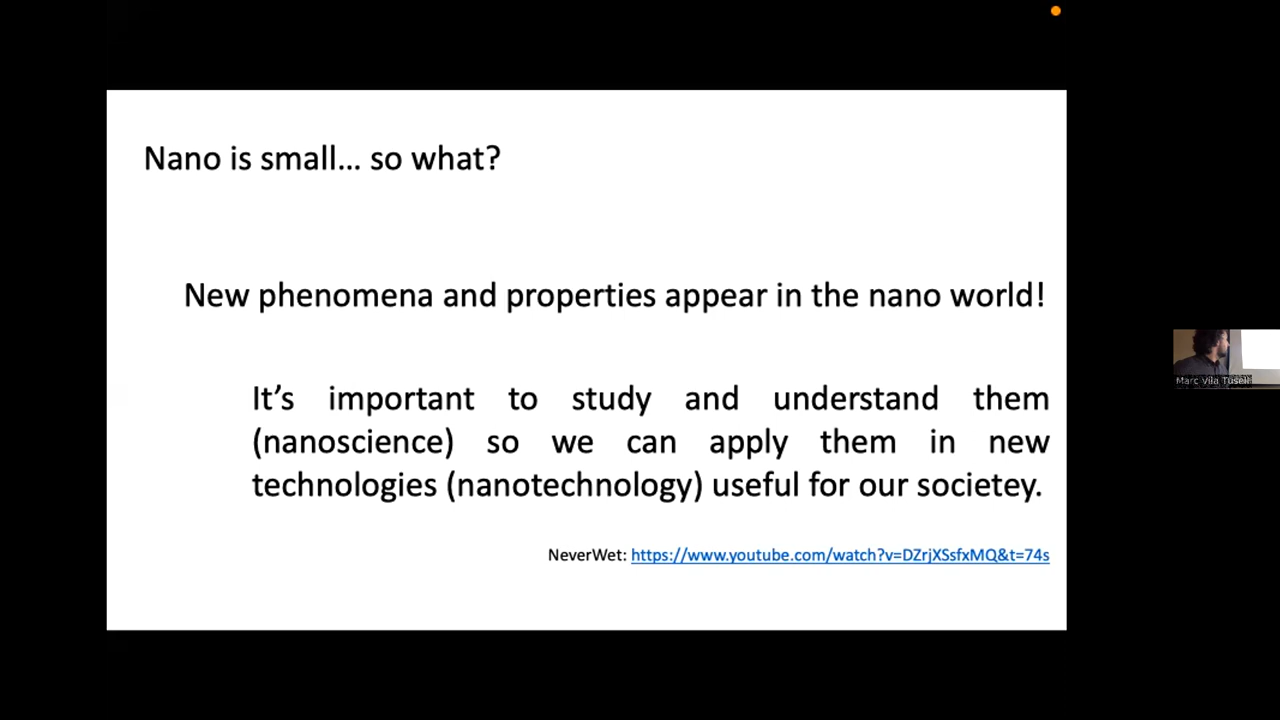 Nano is small... so what?
New phenomena and properties appear in the nano world!
It's important to study and understand them
(nanoscience) so we can apply them in new
technologies (nanotechnology) useful for our societey.
NeverWet: https://www.youtube.com/watch?v=DZrjXSsfxMQ&t=74s
Marc Vila Tusell